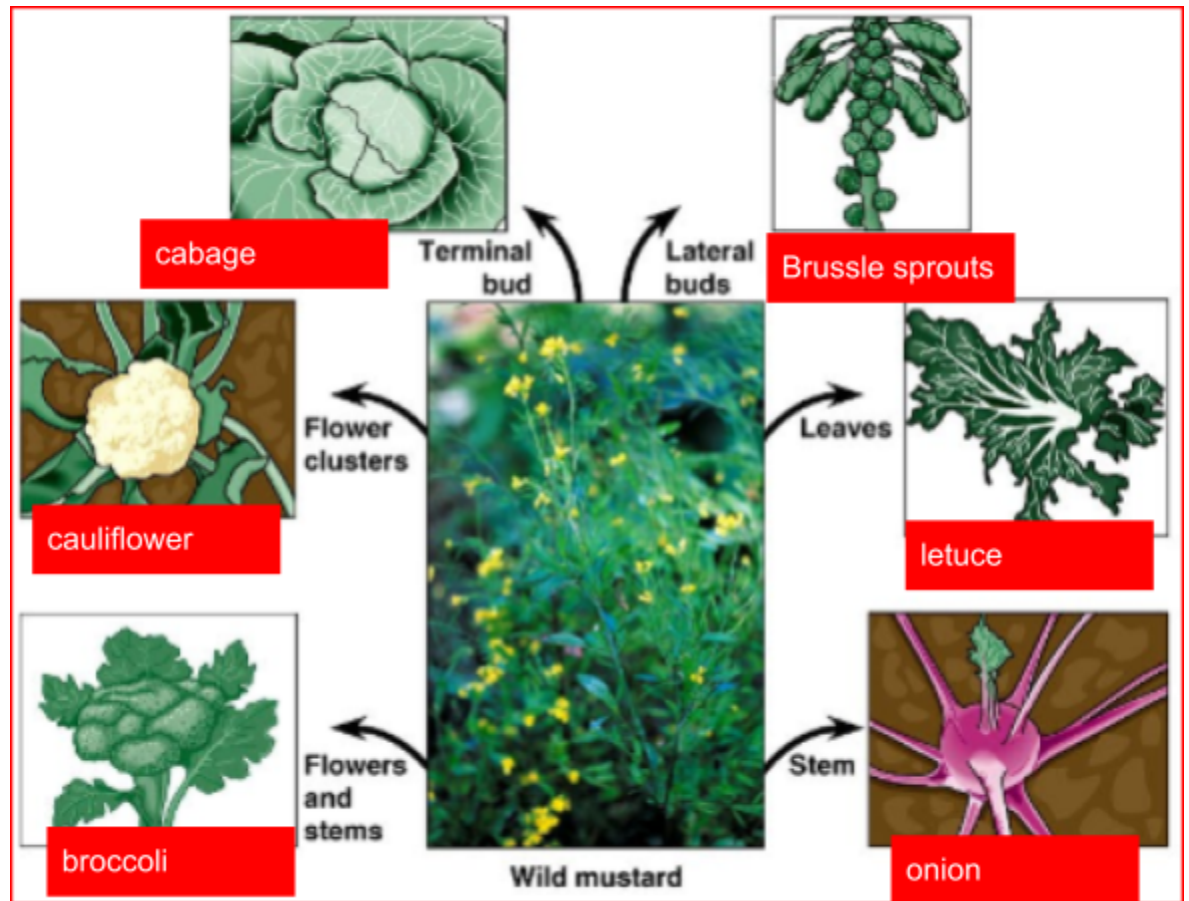 cabage
Terminal
bud
Lateral
buds
Brussle sprouts
cauliflower
Flower
clusters
Leaves
letuce
broccoli
Flowers
and
stems
Stem
onion
Wild mustard